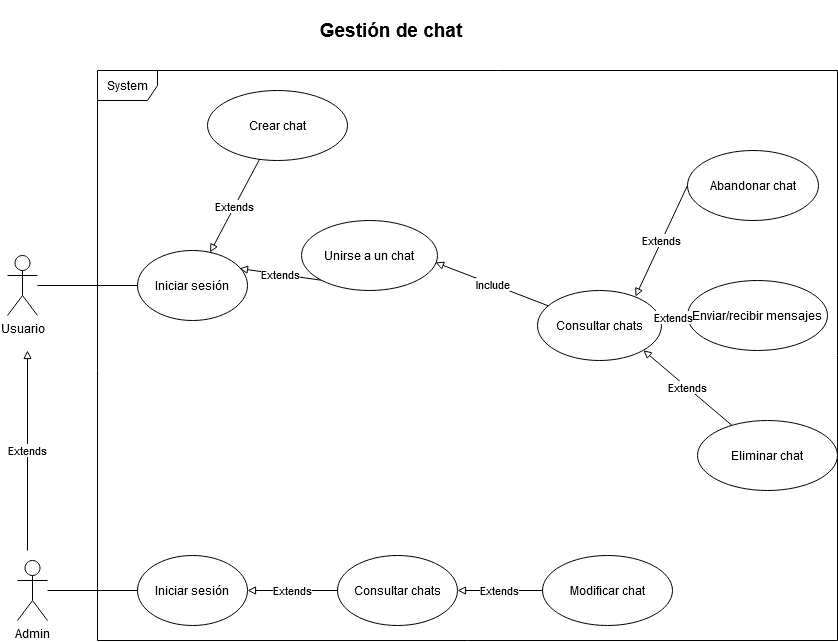 Gestión de chat
System
Crear chat
Abandonar chat
Extends
Extends
Unirse a un chat
Extends
Iniciar sesión
Include
Usuario
Consultar chats
Extends
Enviar/recibir mensajes
Extends
Extends
Eliminar chat
Iniciar sesión
Extends
Consultar chats
Extends
Modificar chat
Admin